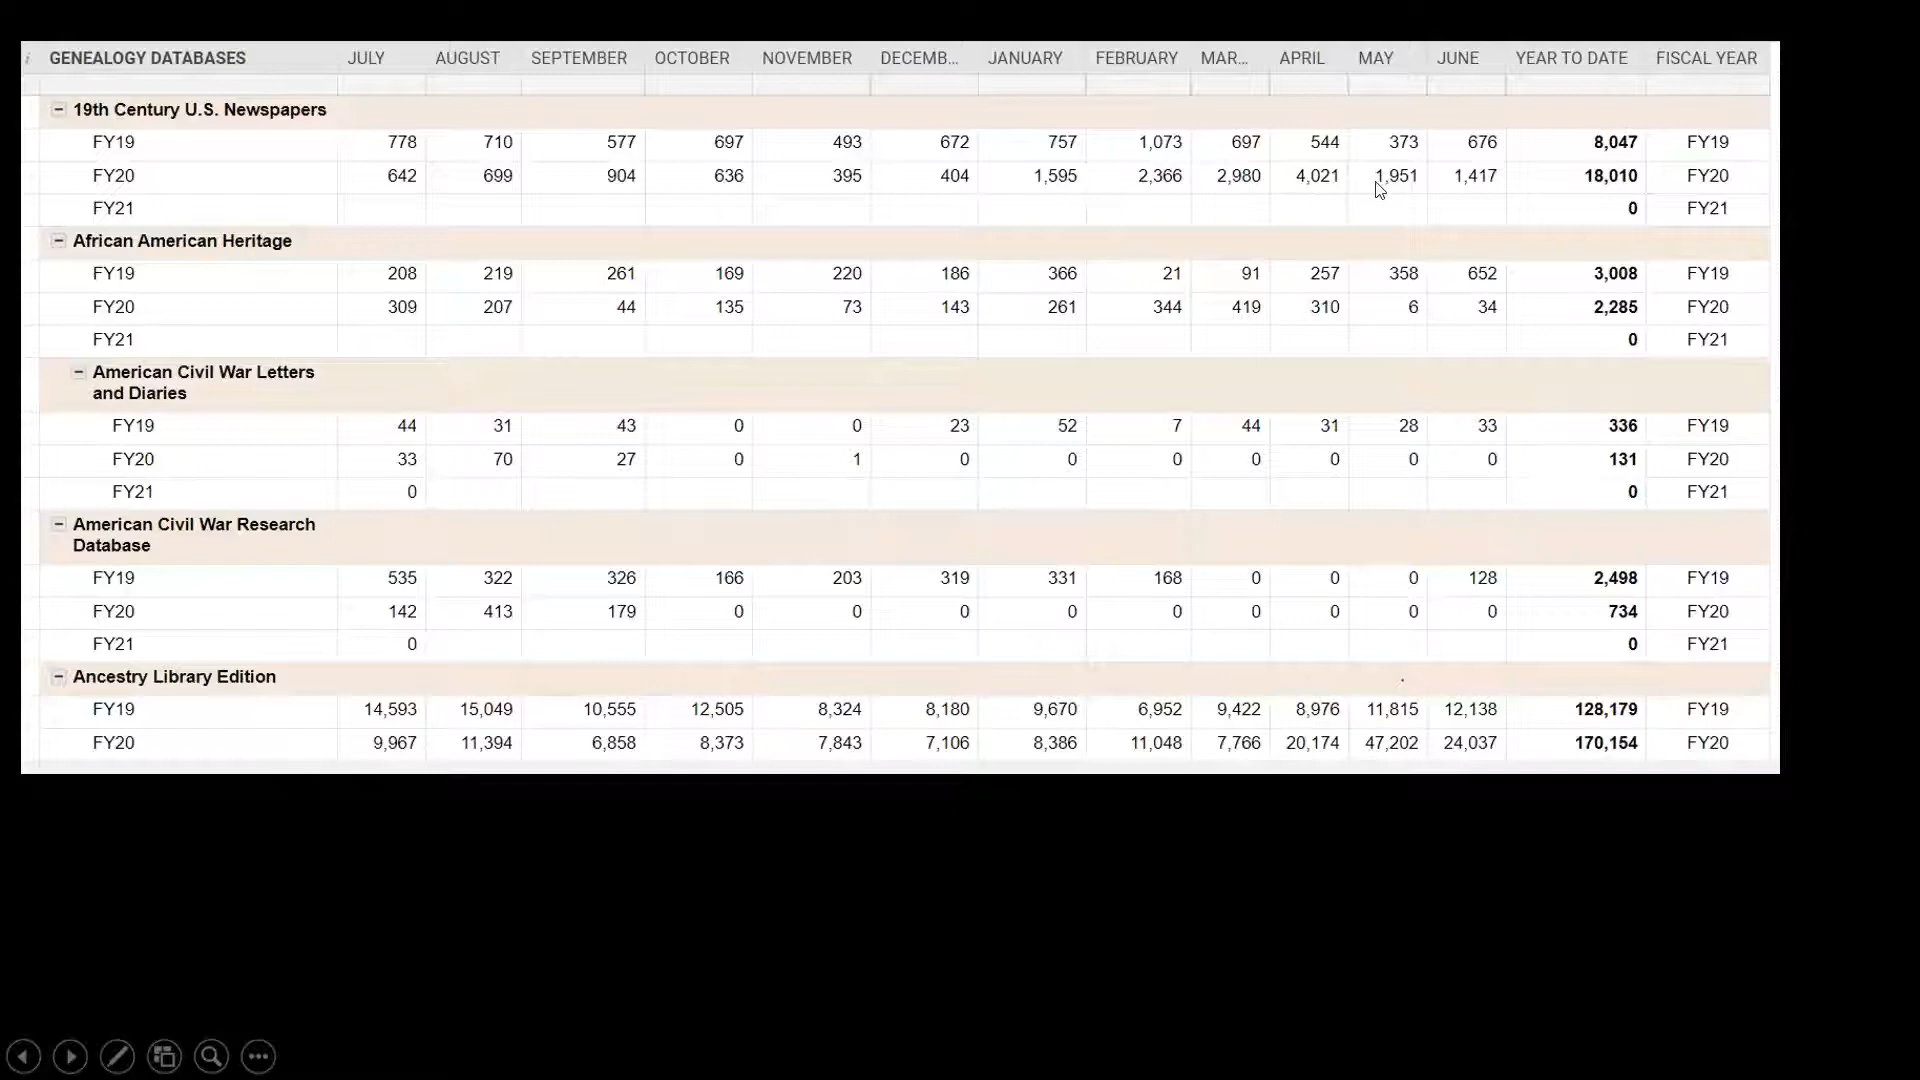 GENEALOGY DATABASES JULY AUGUST SEPTEMBER OCTOBER NOVEMBER DECEMB... JANUARY FEBRUARY MAR... APRIL MAY JUNE YEAR TO DATE FISCAL YEAR
19th Century U.S. Newspapers
FY19 778 710 577 697 493 672 757 1,073 697 544 373 676 8,047 FY19
FY20 642 699 904 636 395 404 1,595 2,366 2,980 4,021 1,951 1,417 18,010 FY20
FY21 0 FY21
African American Heritage
FY19 208 219 261 169 220 186 366 21 91 257 358 652 3,008 FY19
FY20 309 207 44 135 73 143 261 344 419 310 6 34 2,285 FY20
FY21 0 FY21
American Civil War Letters
and Diaries
FY19 44 31 43 0 0 23 52 7 44 31 28 33 336 FY19
FY20 33 70 27 0 1 0 0 0 0 0 0 0 131 FY20
FY21 0 0 FY21
American Civil War Research
Database
FY19 535 322 326 166 203 319 331 168 0 0 0 128 2,498 FY19
FY20 142 413 179 0 0 0 0 0 0 0 0 0 734 FY20
FY21 0 0 FY21
Ancestry Library Edition
FY19 14,593 15,049 10,555 12,505 8,324 8,180 9,670 6,952 9,422 8,976 11,815 12,138 128,179 FY19
FY20 9,967 11,394 6,858 8,373 7,843 7,106 8,386 11,048 7,766 20,174 47,202 24,037 170,154 FY20